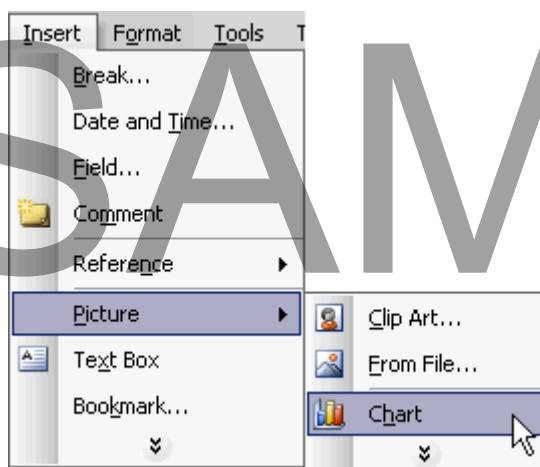 Insert Format Tools T
Break...
Date and Time...
Field...
Comment
Reference
Picture
Text Box
Bookmark...
Clip Art...
From File...
Chart
SAM